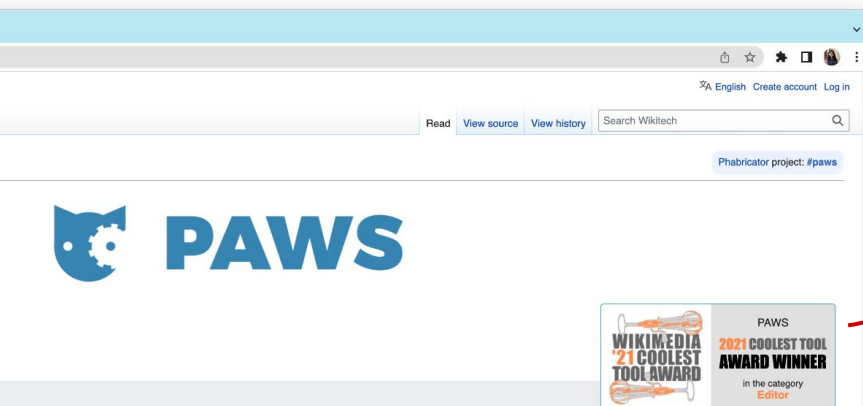 English Create account Log in
Read View source View history Search Wikitech
Phabricator project: #paws
PAWS
WIKIMEDIA
'21 COOLEST
TOOL AWARD
PAWS
2021 COOLEST TOOL
AWARD WINNER
in the category
Editor